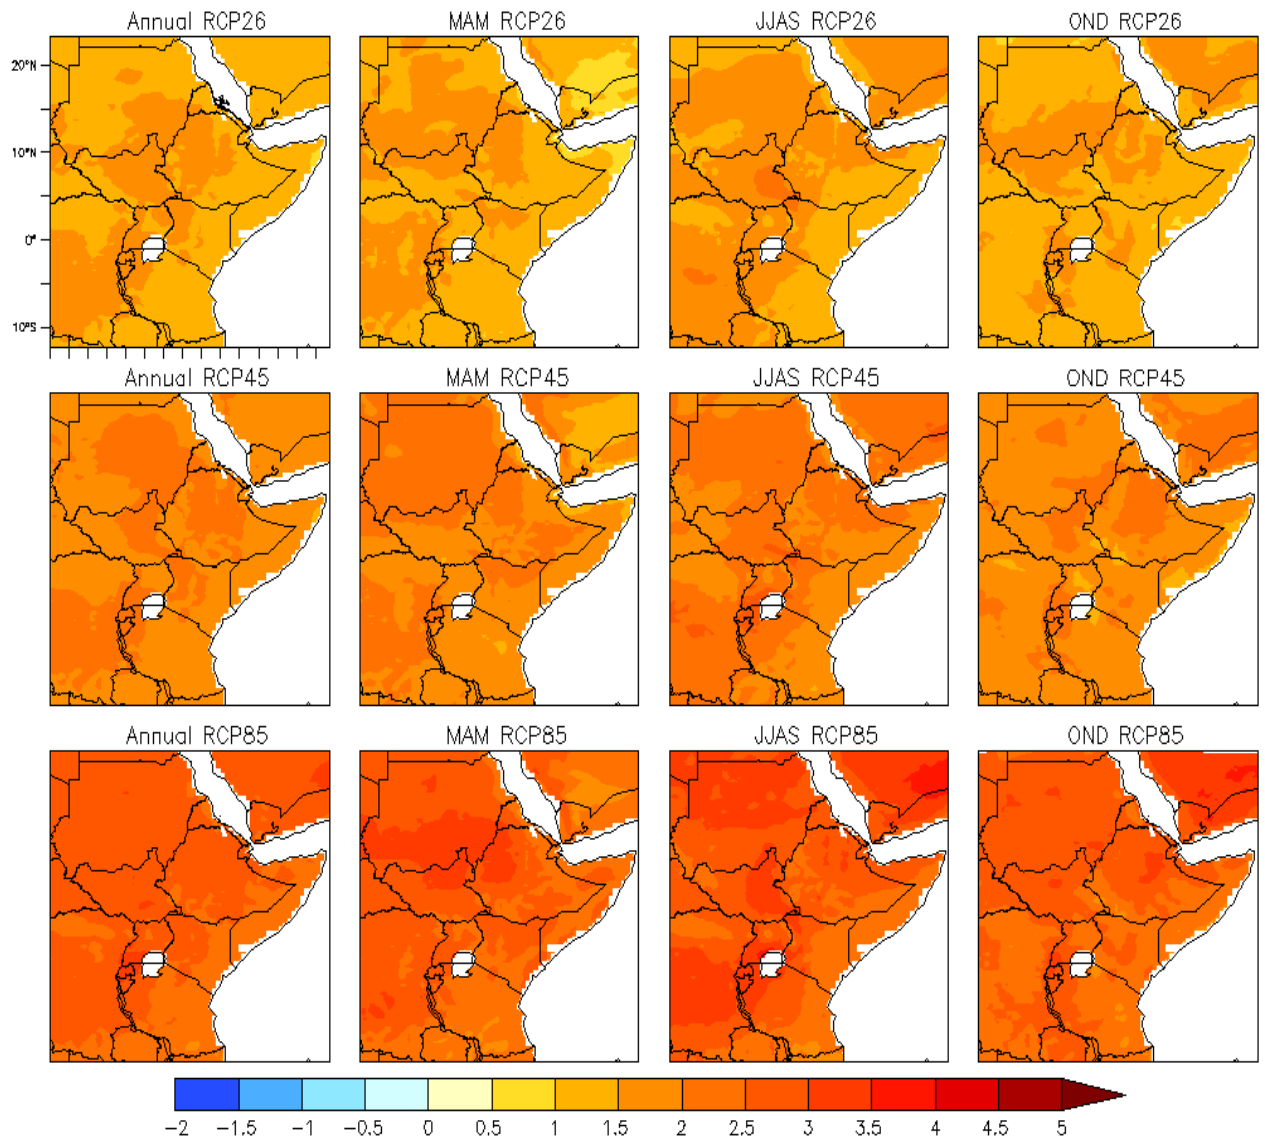 Annual RCP26 MAM RCP26 JJAS RCP26 OND RCP26
20°N
10°N
0°
10°S
Annual RCP45 MAM RCP45 JJAS RCP45 OND RCP45
Annual RCP85 MAM RCP85 JJAS RCP85 OND RCP85
−2 −1.5 −1 −0.5 0 0.5 1 1.5 2 2.5 3 3.5 4 4.5 5